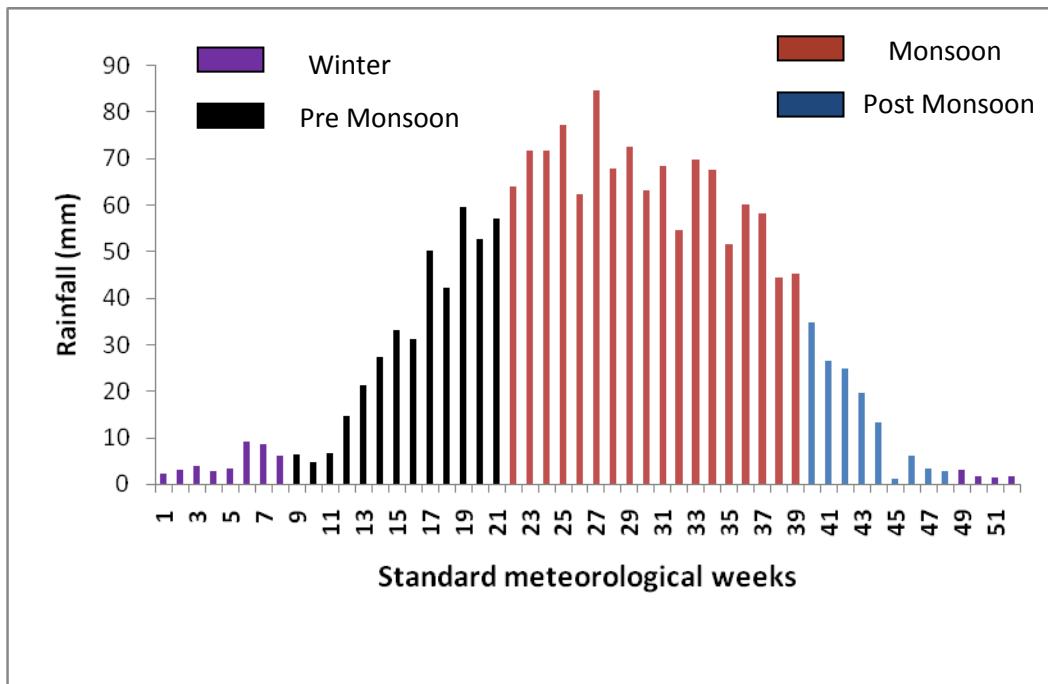 Winter
Monsoon
Pre Monsoon
Post Monsoon
90
80
70
60
50
40
30
20
10
0
Rainfall (mm)
1 3 5 7 9 11 13 15 17 19 21 23 25 27 29 31 33 35 37 39 41 43 45 47 49 51
Standard meteorological weeks